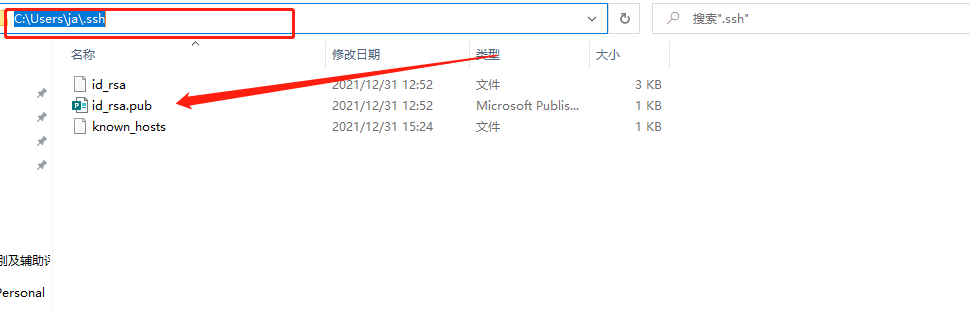 C:\Users\ja\.ssh
搜索".ssh"
名称 修改日期 类型 大小
id_rsa 2021/12/31 12:52 文件 3 KB
id_rsa.pub 2021/12/31 12:52 Microsoft Publis... 1 KB
known_hosts 2021/12/31 15:24 文件 1 KB
别及辅助
Personal